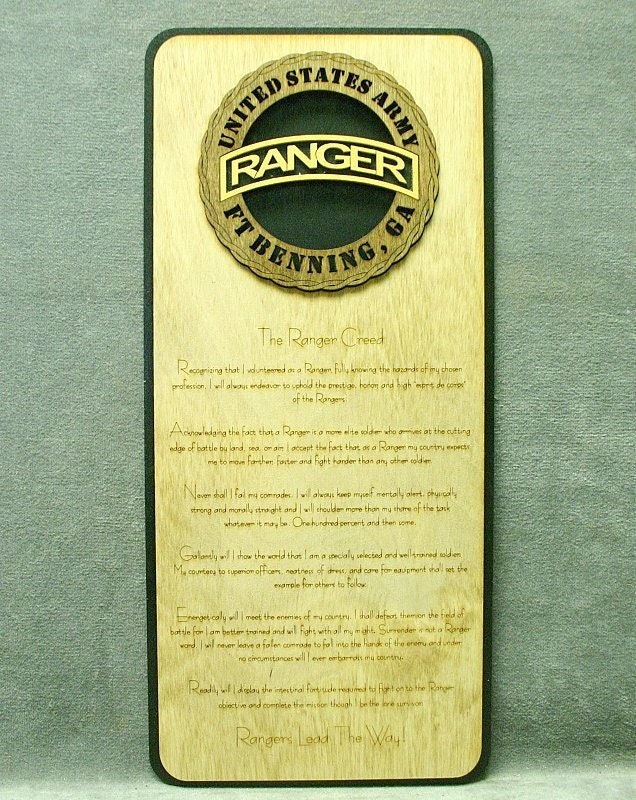 UNITED STATES ARMY
RANGER
FT BENNING, GA
The Ranger Creed
Recognizing that I volunteered as a Ranger, fully knowing the hazards of my chosen
profession, I will always endeavor to uphold the prestige, honor, and high "esprit de corps"
of the Rangers.
Acknowledging the fact that a Ranger is a more elite soldier who arrives at the cutting
edge of battle by land, sea, or air, I accept the fact that as a Ranger my country expects
me to move farther, faster and fight harder than any other soldier.
Never shall I fail my comrades. I will always keep myself mentally alert, physically
strong and morally straight and I will shoulder more than my share of the task
whatever it may be. One-hundred-percent and then some.
Gallantly will I show the world that I am a specially selected and well-trained soldier.
My courtesy to superior officers, neatness of dress, and care for equipment shall set the
example for others to follow.
Energetically will I meet the enemies of my country. I shall defeat them on the field of
battle for I am better trained and will fight with all my might. Surrender is not a Ranger
word. I will never leave a fallen comrade to fall into the hands of the enemy and under
no circumstances will I ever embarrass my country.
Readily will I display the intestinal fortitude required to fight on to the Ranger
objective and complete the mission though I be the lone survivor.
Rangers Lead The Way!